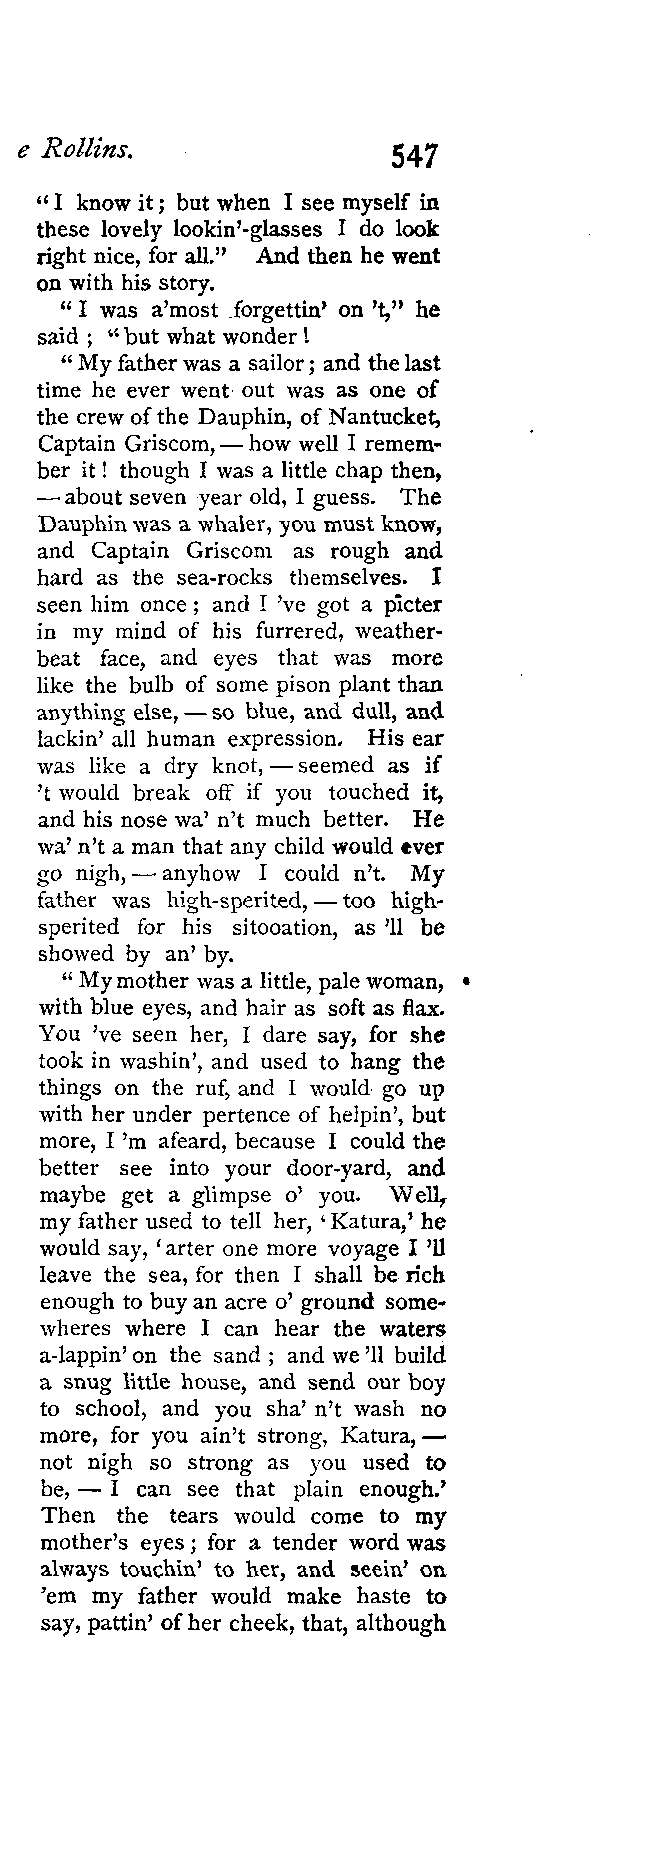 e Rollins. 547
“I know it; but when I see myself in
these lovely lookin’-glasses I do look
right nice, for all.” And then he went
on with his story.
“I was a’most forgettin’ on ’t,” he
said ; “but what wonder!
“My father was a sailor; and the last
time he ever went out was as one of
the crew of the Dauphin, of Nantucket,
Captain Griscom,—how well I remem-
ber it! though I was a little chap then,
—about seven year old, I guess. The
Dauphin was a whaler, you must know,
and Captain Griscom as rough and
hard as the sea-rocks themselves. I
seen him once; and I ’ve got a picter
in my mind of his furrered, weather-
beat face, and eyes that was more
like the bulb of some pison plant than
anything else,—so blue, and dull, and
lackin’ all human expression. His ear
was like a dry knot,—seemed as if
’t would break off if you touched it,
and his nose wa’ n’t much better. He
wa’ n’t a man that any child would ever
go nigh,—anyhow I could n’t. My
father was high-sperited,—too high-
sperited for his sitooation, as ’ll be
showed by an’ by.
“My mother was a little, pale woman,
with blue eyes, and hair as soft as flax.
You ’ve seen her, I dare say, for she
took in washin’, and used to hang the
things on the ruf, and I would go up
with her under pertence of helpin’, but
more, I ’m afeard, because I could the
better see into your door-yard, and
maybe get a glimpse o’ you. Well,
my father used to tell her, ‘Katura,’ he
would say, ‘arter one more voyage I ’ll
leave the sea, for then I shall be rich
enough to buy an acre o’ ground some-
wheres where I can hear the waters
a-lappin’ on the sand ; and we ’ll build
a snug little house, and send our boy
to school, and you sha’ n’t wash no
more, for you ain’t strong, Katura,—
not nigh so strong as you used to
be,—I can see that plain enough.’
Then the tears would come to my
mother’s eyes; for a tender word was
always touchin’ to her, and seein’ on
’em my father would make haste to
say, pattin’ of her cheek, that, although